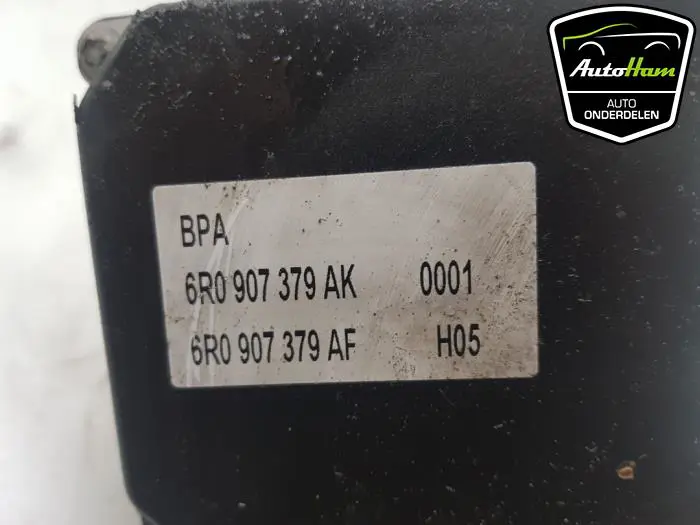 AutoHam
AUTO
ONDERDELEN
BPA
6R0 907 379 AK 0001
6R0 907 379 AF H05